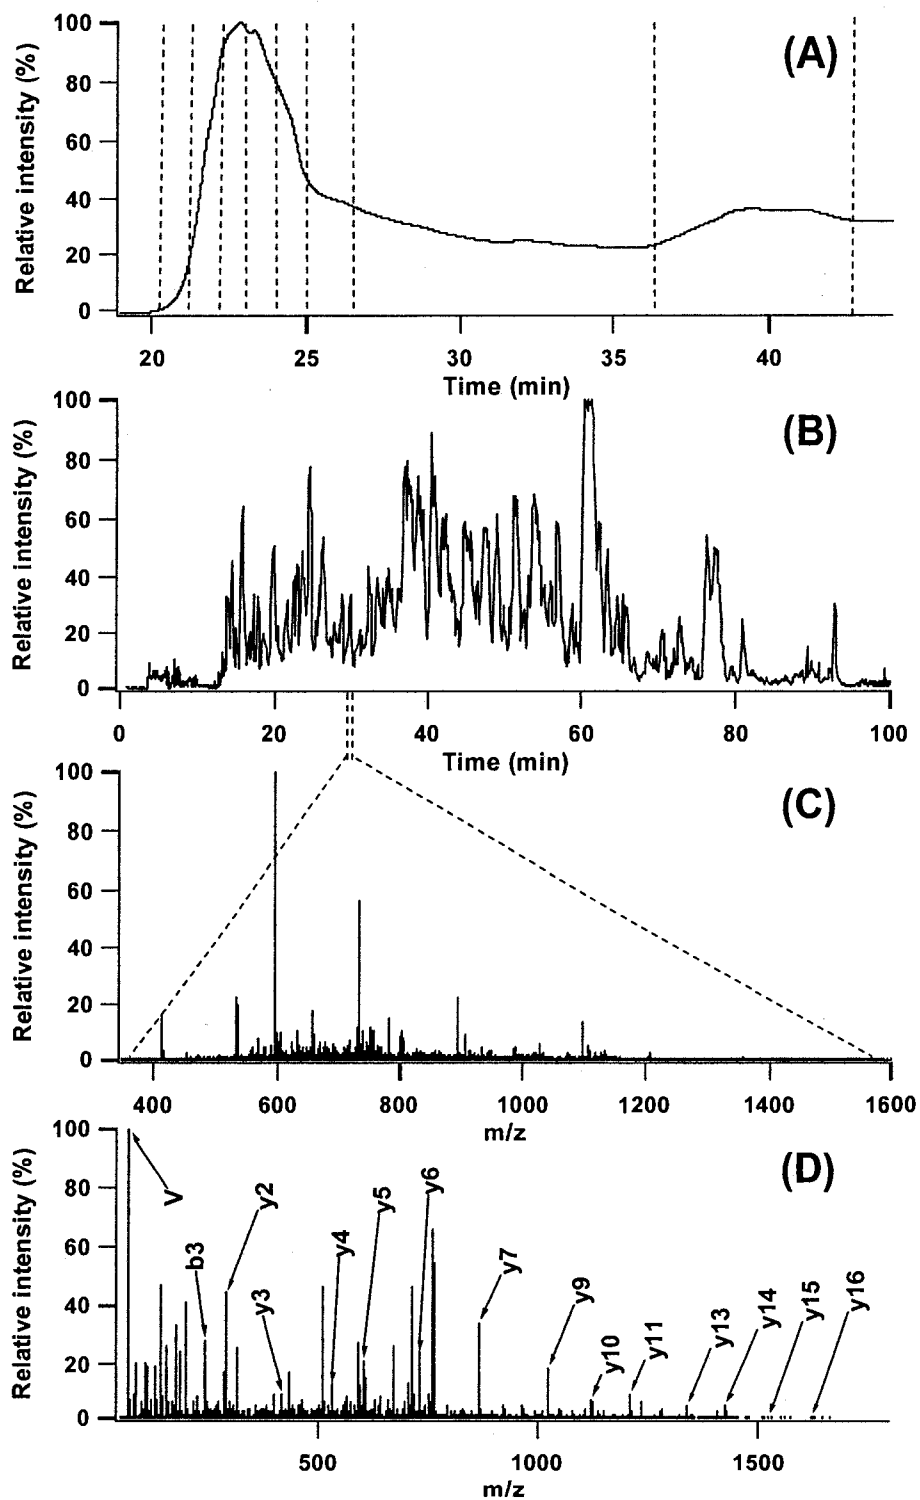 (A)
Relative intensity (%)
100
80
60
40
20
0
20 25 30 35 40
Time (min)
(B)
Relative intensity (%)
100
80
60
40
20
0
0 20 40 60 80 100
Time (min)
(C)
Relative intensity (%)
100
80
60
40
20
0
400 600 800 1000 1200 1400 1600
m/z
(D)
Relative intensity (%)
100
80
60
40
20
0
V
b3
y2
y3
y4
y5
y6
y7
y9
y10
y11
y13
y14
y15
y16
500 1000 1500
m/z